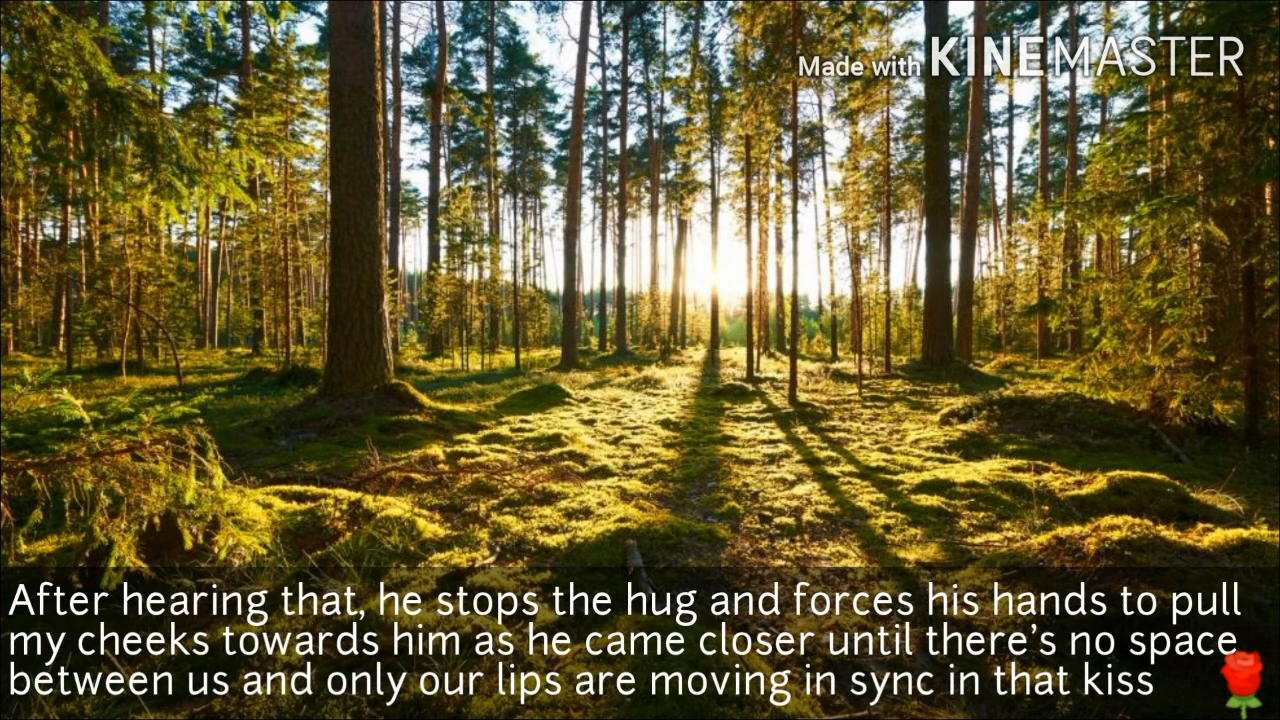 Made with KINEMASTER
After hearing that, he stops the hug and forces his hands to pull
my cheeks towards him as he came closer until there's no space
between us and only our lips are moving in sync in that kiss